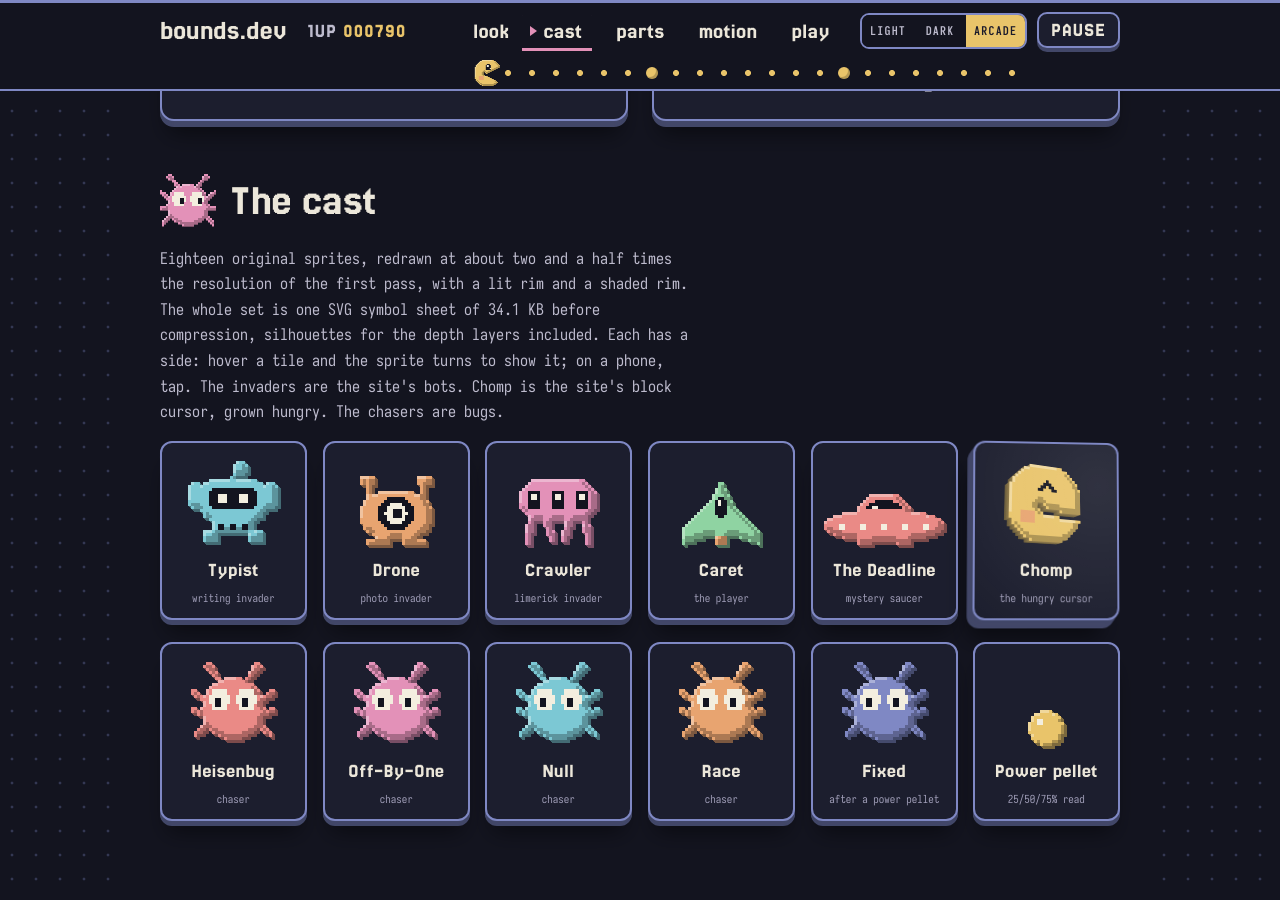 bounds.dev 1UP 000790 look cast parts motion play LIGHT DARK ARCADE PAUSE
The cast
Eighteen original sprites, redrawn at about two and a half times
the resolution of the first pass, with a lit rim and a shaded rim.
The whole set is one SVG symbol sheet of 34.1 KB before
compression, silhouettes for the depth layers included. Each has a
side: hover a tile and the sprite turns to show it; on a phone,
tap. The invaders are the site's bots. Chomp is the site's block
cursor, grown hungry. The chasers are bugs.
Typist Drone Crawler Caret The Deadline Chomp
writing invader photo invader limerick invader the player mystery saucer the hungry cursor
Heisenbug Off-By-One Null Race Fixed Power pellet
chaser chaser chaser chaser after a power pellet 25/50/75% read